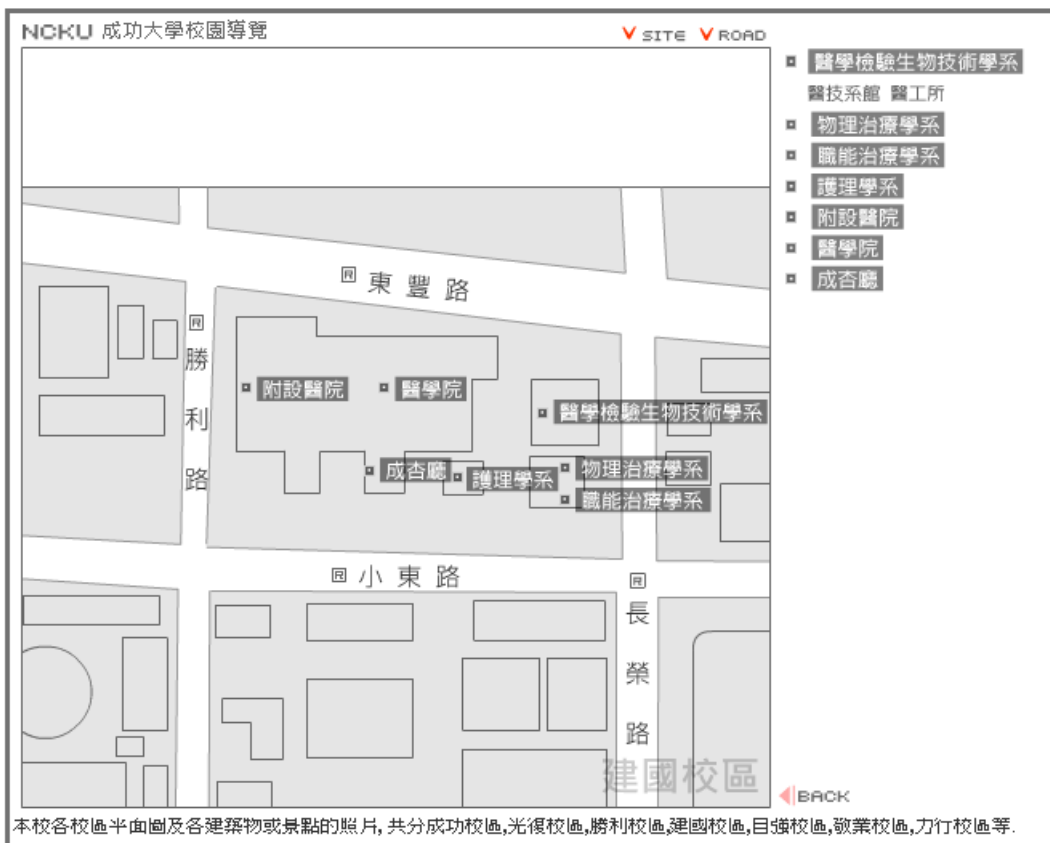 NCKU 成功大學校園導覽
SITE ROAD
醫學檢驗生物技術學系
醫技系館 醫工所
物理治療學系
職能治療學系
護理學系
附設醫院
醫學院
成杏廳
R 東豐路
R 勝利路
附設醫院
醫學院
醫學檢驗生物技術學系
成杏廳
護理學系
物理治療學系
職能治療學系
R 小東路
R 長榮路
建國校區
BACK
本校各校區平面圖及各建築物或景點的照片, 共分成功校區,光復校區,勝利校區,建國校區,自強校區,敬業校區,力行校區等.